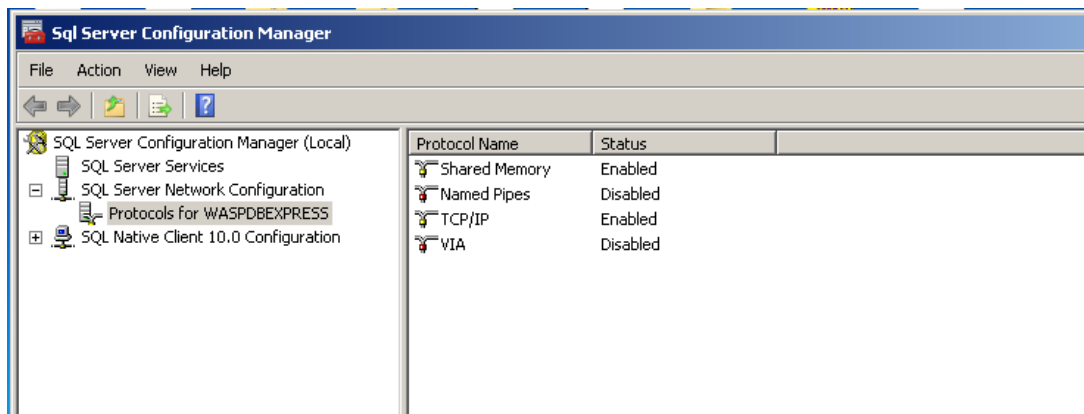 Sql Server Configuration Manager
File Action View Help
SQL Server Configuration Manager (Local)
SQL Server Services
SQL Server Network Configuration
Protocols for WASPDBEXPRESS
SQL Native Client 10.0 Configuration
Protocol Name Status
Shared Memory Enabled
Named Pipes Disabled
TCP/IP Enabled
VIA Disabled